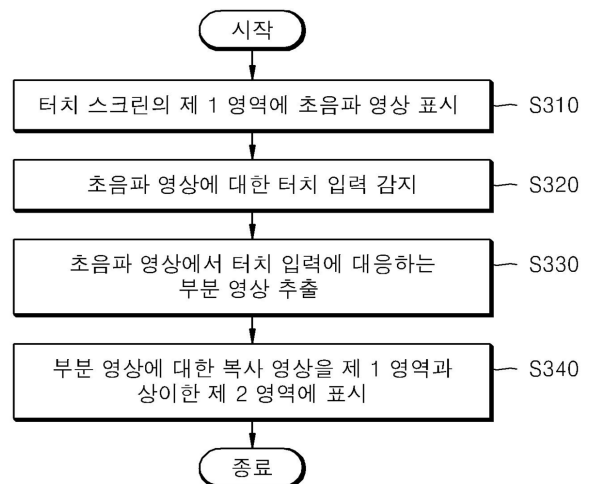 시작
터치 스크린의 제 1 영역에 초음파 영상 표시
S310
초음파 영상에 대한 터치 입력 감지
S320
초음파 영상에서 터치 입력에 대응하는
부분 영상 추출
S330
부분 영상에 대한 복사 영상을 제 1 영역과
상이한 제 2 영역에 표시
S340
종료